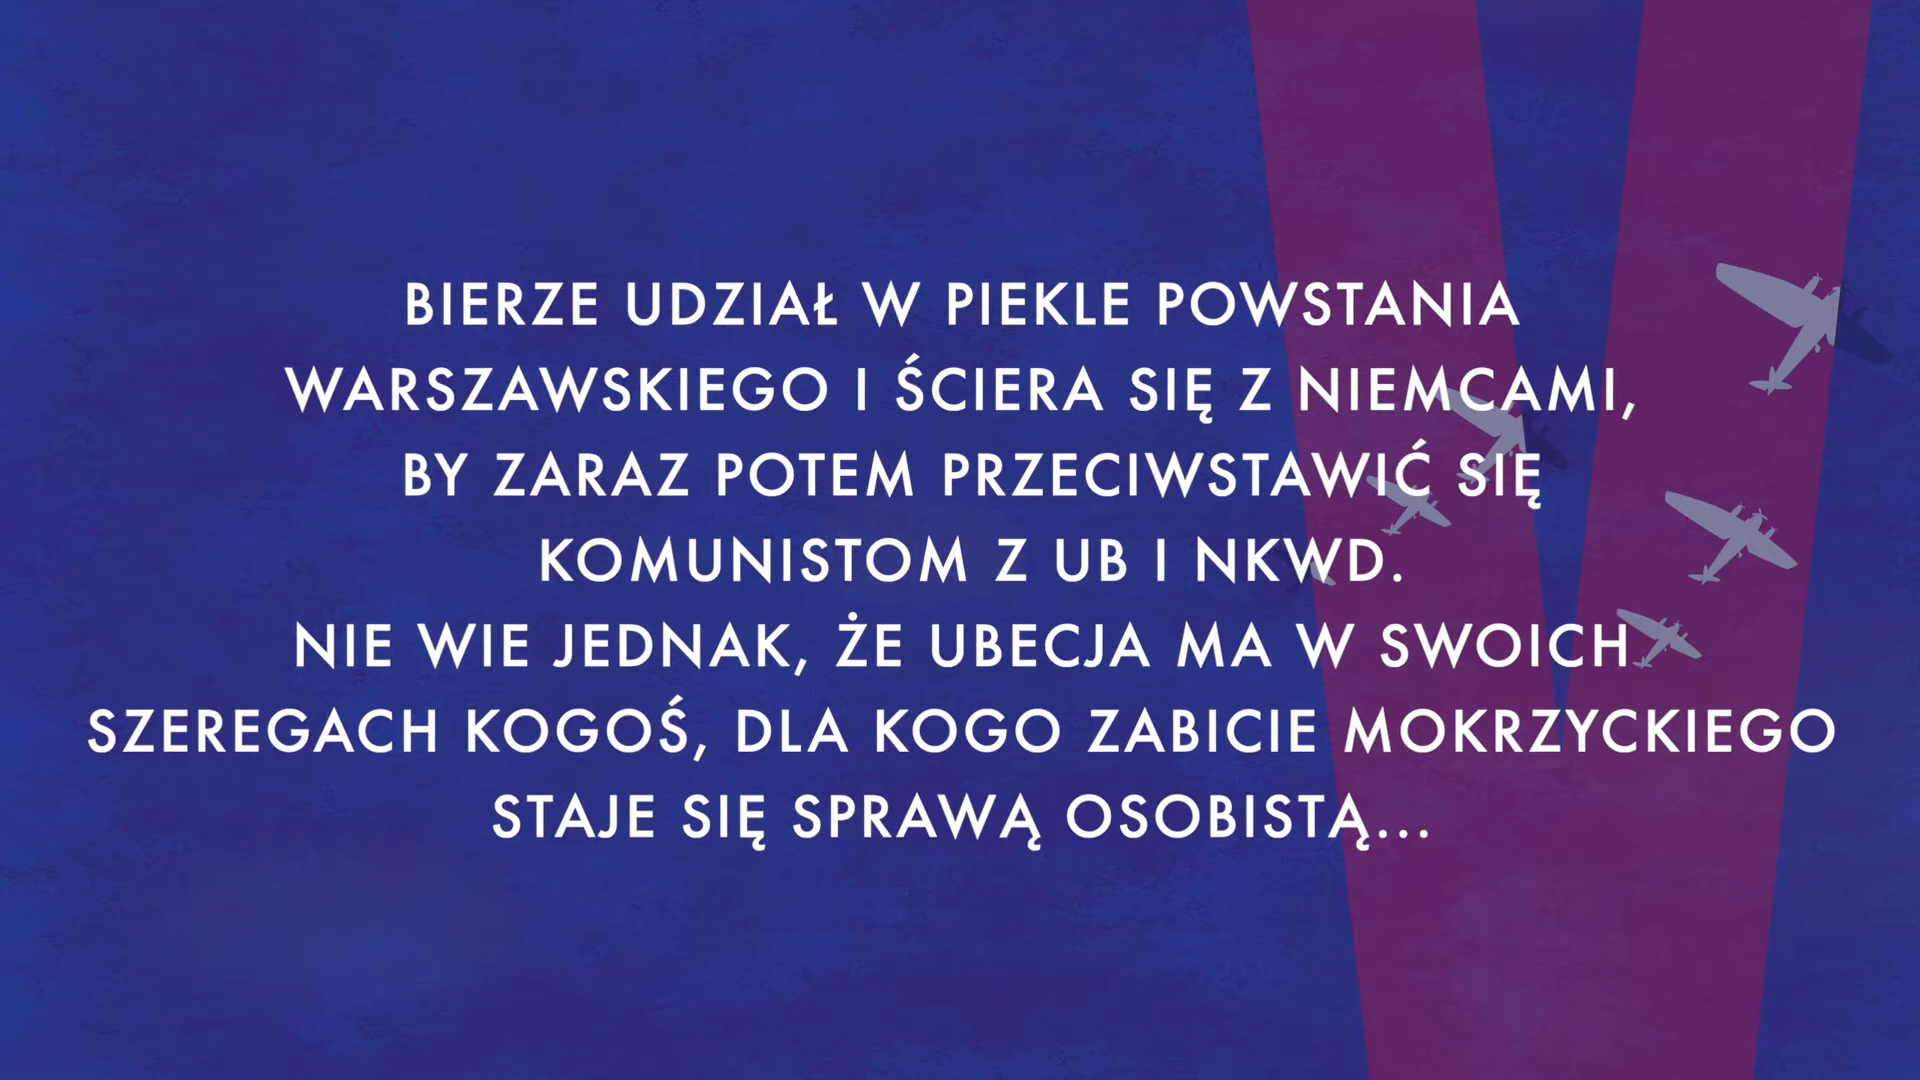 BIERZE UDZIAŁ W PIEKLE POWSTANIA
WARSZAWSKIEGO I ŚCIERA SIĘ Z NIEMCAMI,
BY ZARAZ POTEM PRZECIWSTAWIĆ SIĘ
KOMUNISTOM Z UB I NKWD.
NIE WIE JEDNAK, ŻE UBECJA MA W SWOICH
SZEREGACH KOGOŚ, DLA KOGO ZABICIE MOKRZYCKIEGO
STAJE SIĘ SPRAWĄ OSOBISTĄ...